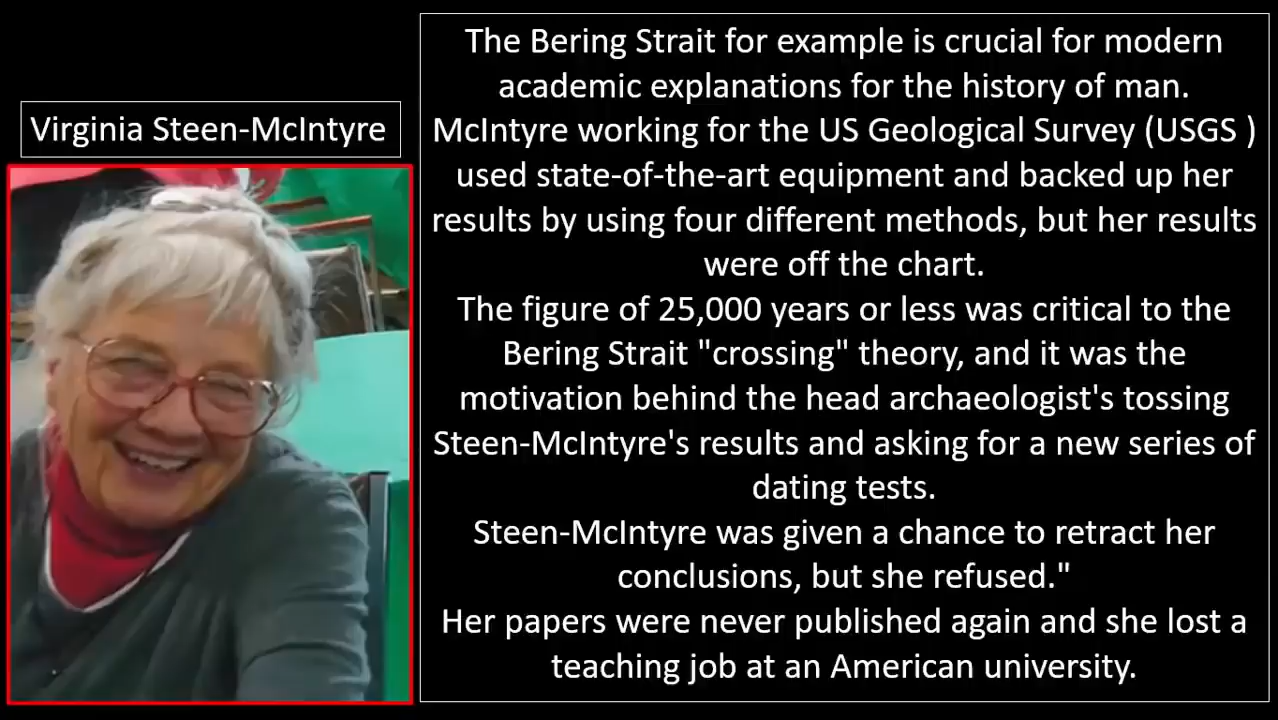 Virginia Steen-McIntyre
The Bering Strait for example is crucial for modern
academic explanations for the history of man.
McIntyre working for the US Geological Survey (USGS )
used state-of-the-art equipment and backed up her
results by using four different methods, but her results
were off the chart.
The figure of 25,000 years or less was critical to the
Bering Strait "crossing" theory, and it was the
motivation behind the head archaeologist's tossing
Steen-McIntyre's results and asking for a new series of
dating tests.
Steen-McIntyre was given a chance to retract her
conclusions, but she refused."
Her papers were never published again and she lost a
teaching job at an American university.